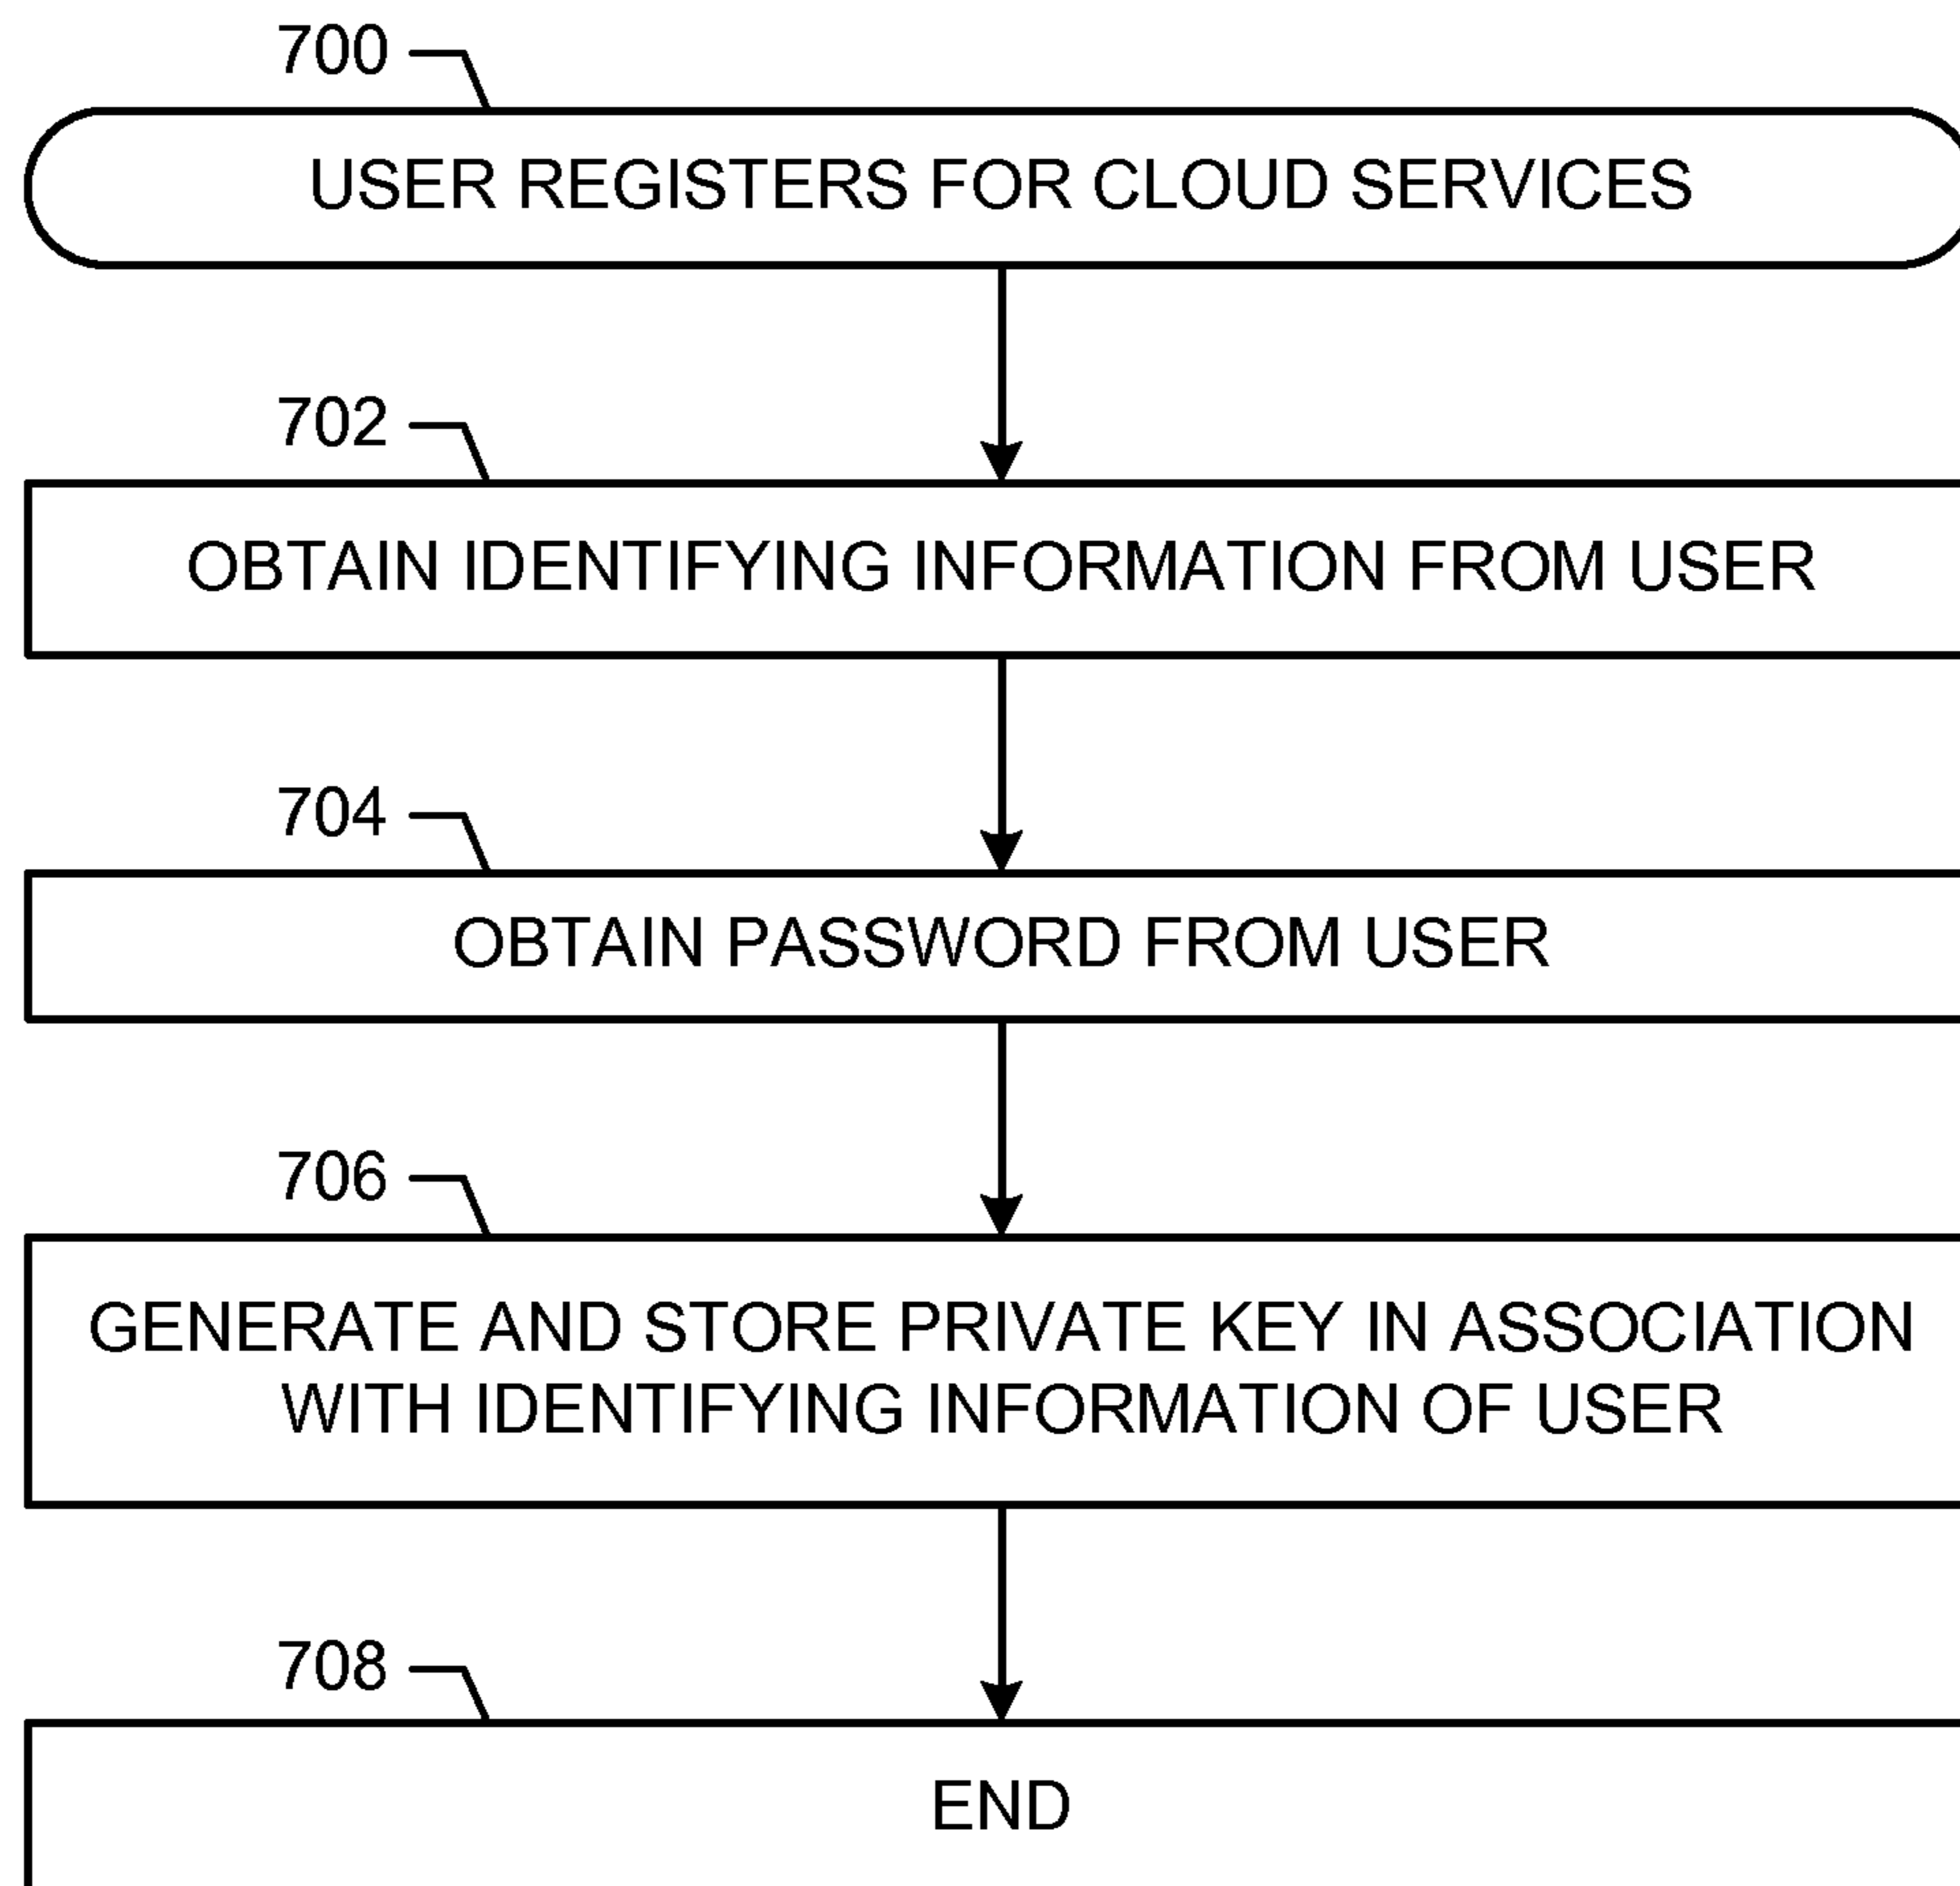 700
USER REGISTERS FOR CLOUD SERVICES
702
OBTAIN IDENTIFYING INFORMATION FROM USER
704
OBTAIN PASSWORD FROM USER
706
GENERATE AND STORE PRIVATE KEY IN ASSOCIATION
WITH IDENTIFYING INFORMATION OF USER
708
END